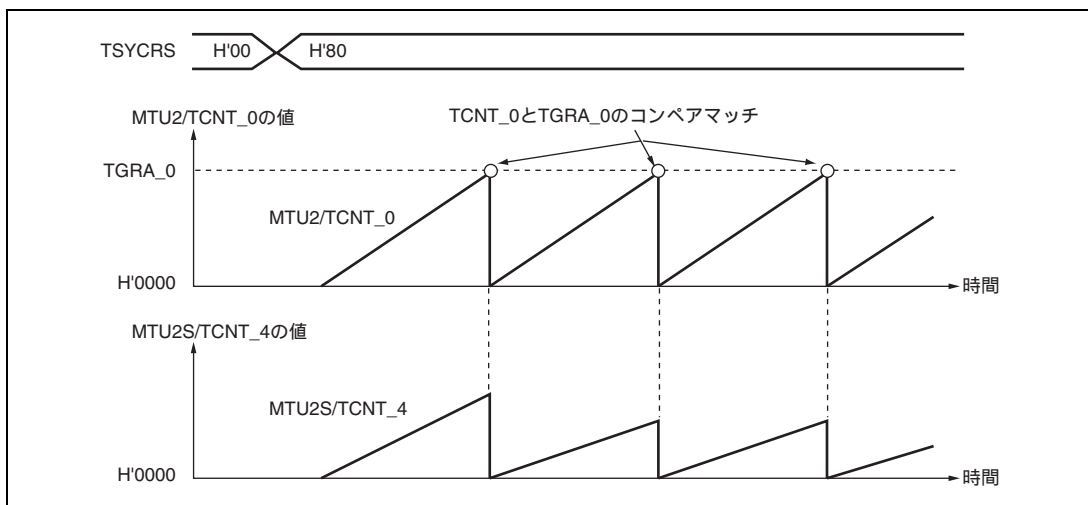 TSYCRS H'00 H'80
MTU2/TCNT_0の値
TCNT_0とTGRA_0のコンペアマッチ
TGRA_0
MTU2/TCNT_0
H'0000
時間
MTU2S/TCNT_4の値
MTU2S/TCNT_4
H'0000
時間